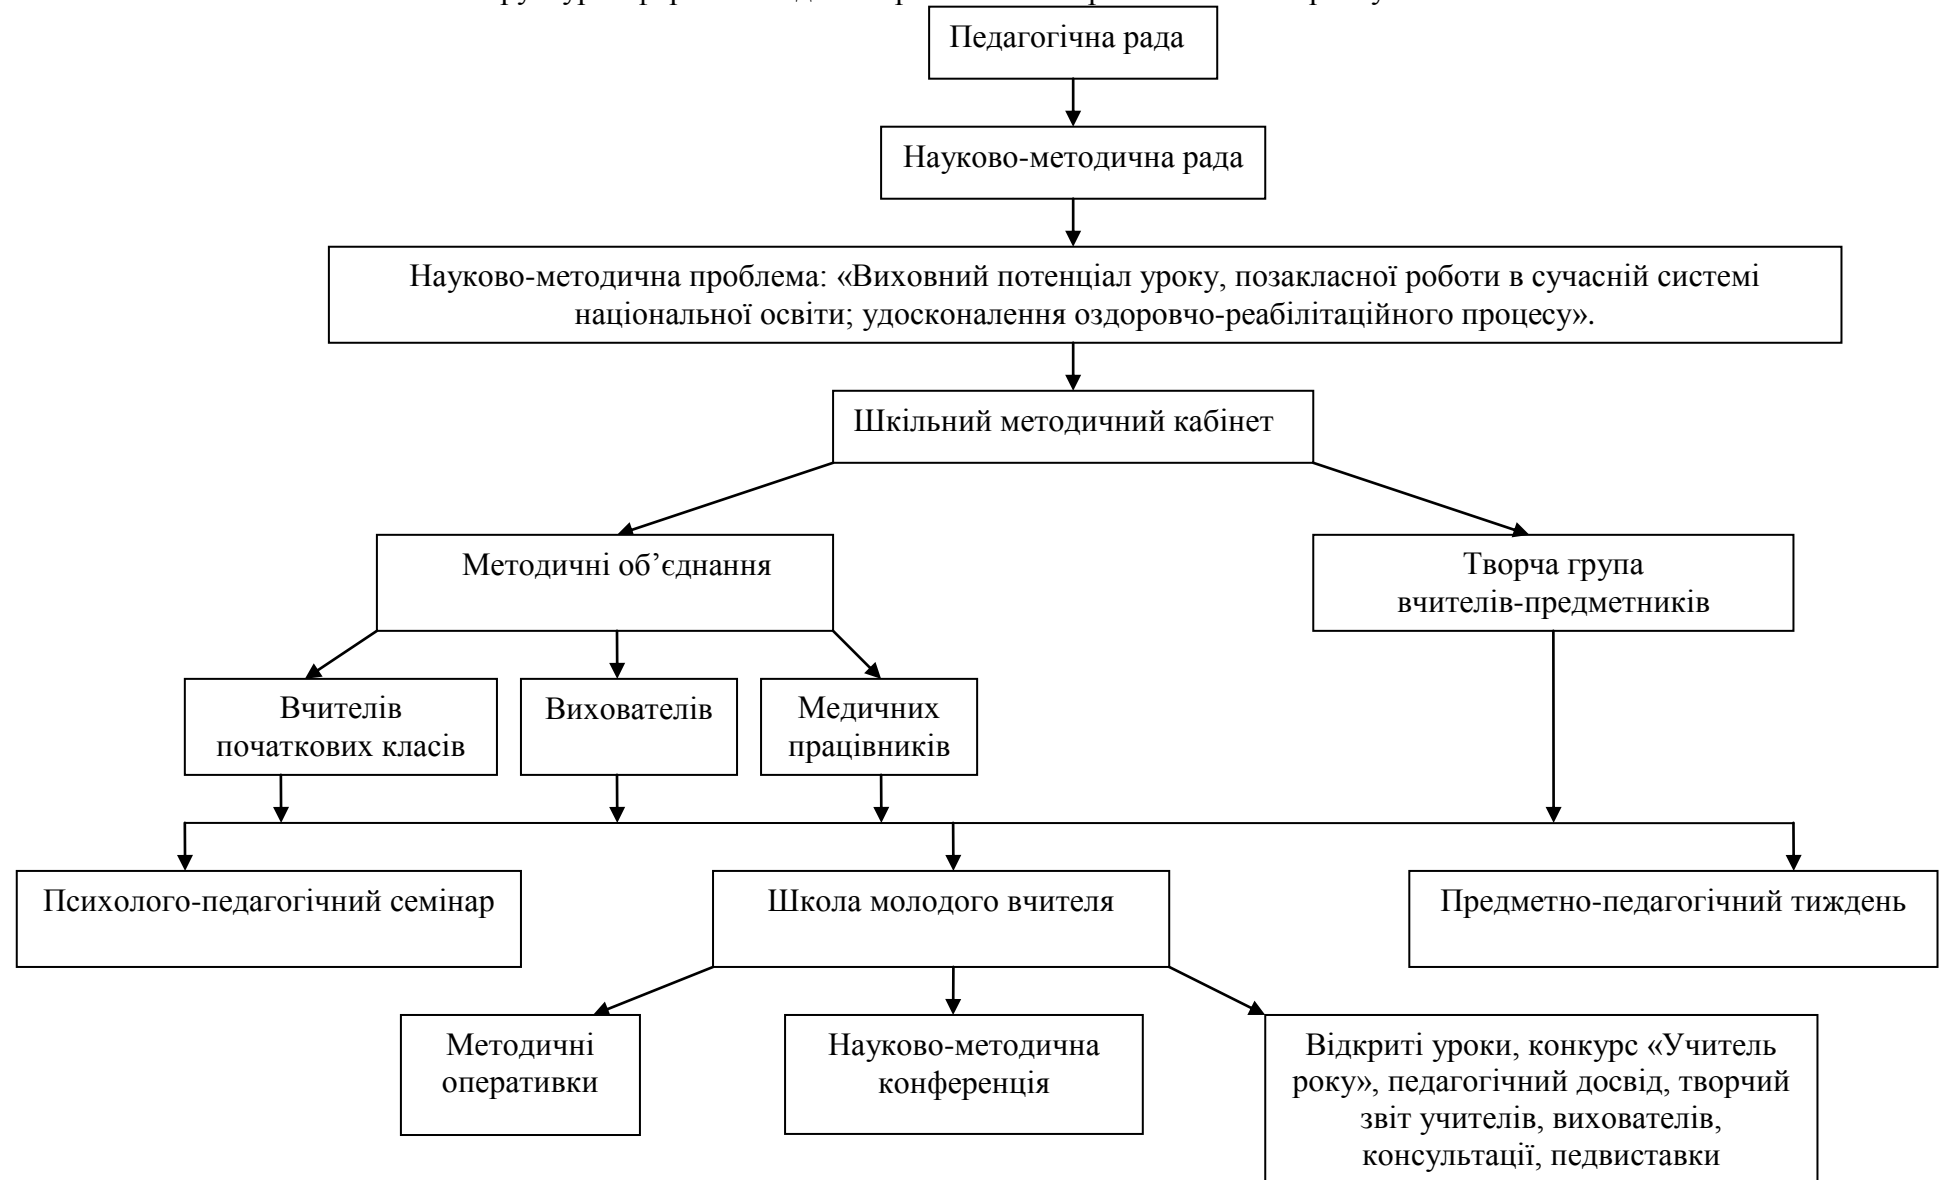 Педагогічна рада
Науково-методична рада
Науково-методична проблема: «Виховний потенціал уроку, позакласної роботи в сучасній системі
національної освіти; удосконалення оздоровчо-реабілітаційного процесу».
Шкільний методичний кабінет
Методичні об’єднання
Творча група
вчителів-предметників
Вчителів
початкових класів
Вихователів
Медичних
працівників
Психолого-педагогічний семінар
Школа молодого вчителя
Предметно-педагогічний тиждень
Методичні
оперативки
Науково-методична
конференція
Відкриті уроки, конкурс «Учитель
року», педагогічний досвід, творчий
звіт учителів, вихователів,
консультації, педвиставки